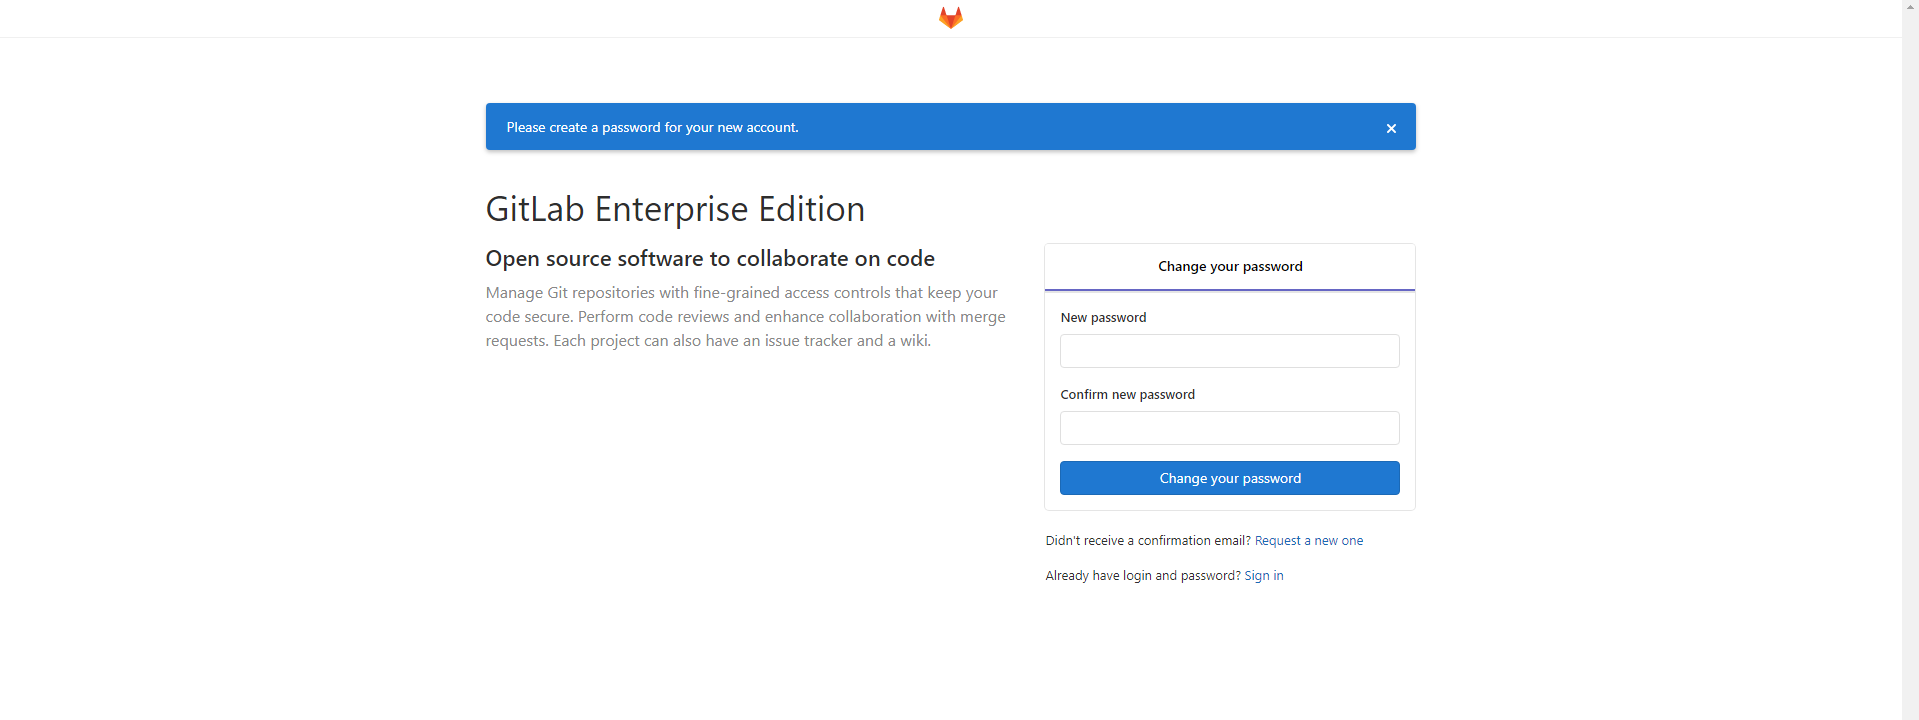 Please create a password for your new account.
GitLab Enterprise Edition
Open source software to collaborate on code
Manage Git repositories with fine-grained access controls that keep your
code secure. Perform code reviews and enhance collaboration with merge
requests. Each project can also have an issue tracker and a wiki.
Change your password
New password
Confirm new password
Change your password
Didn't receive a confirmation email? Request a new one
Already have login and password? Sign in